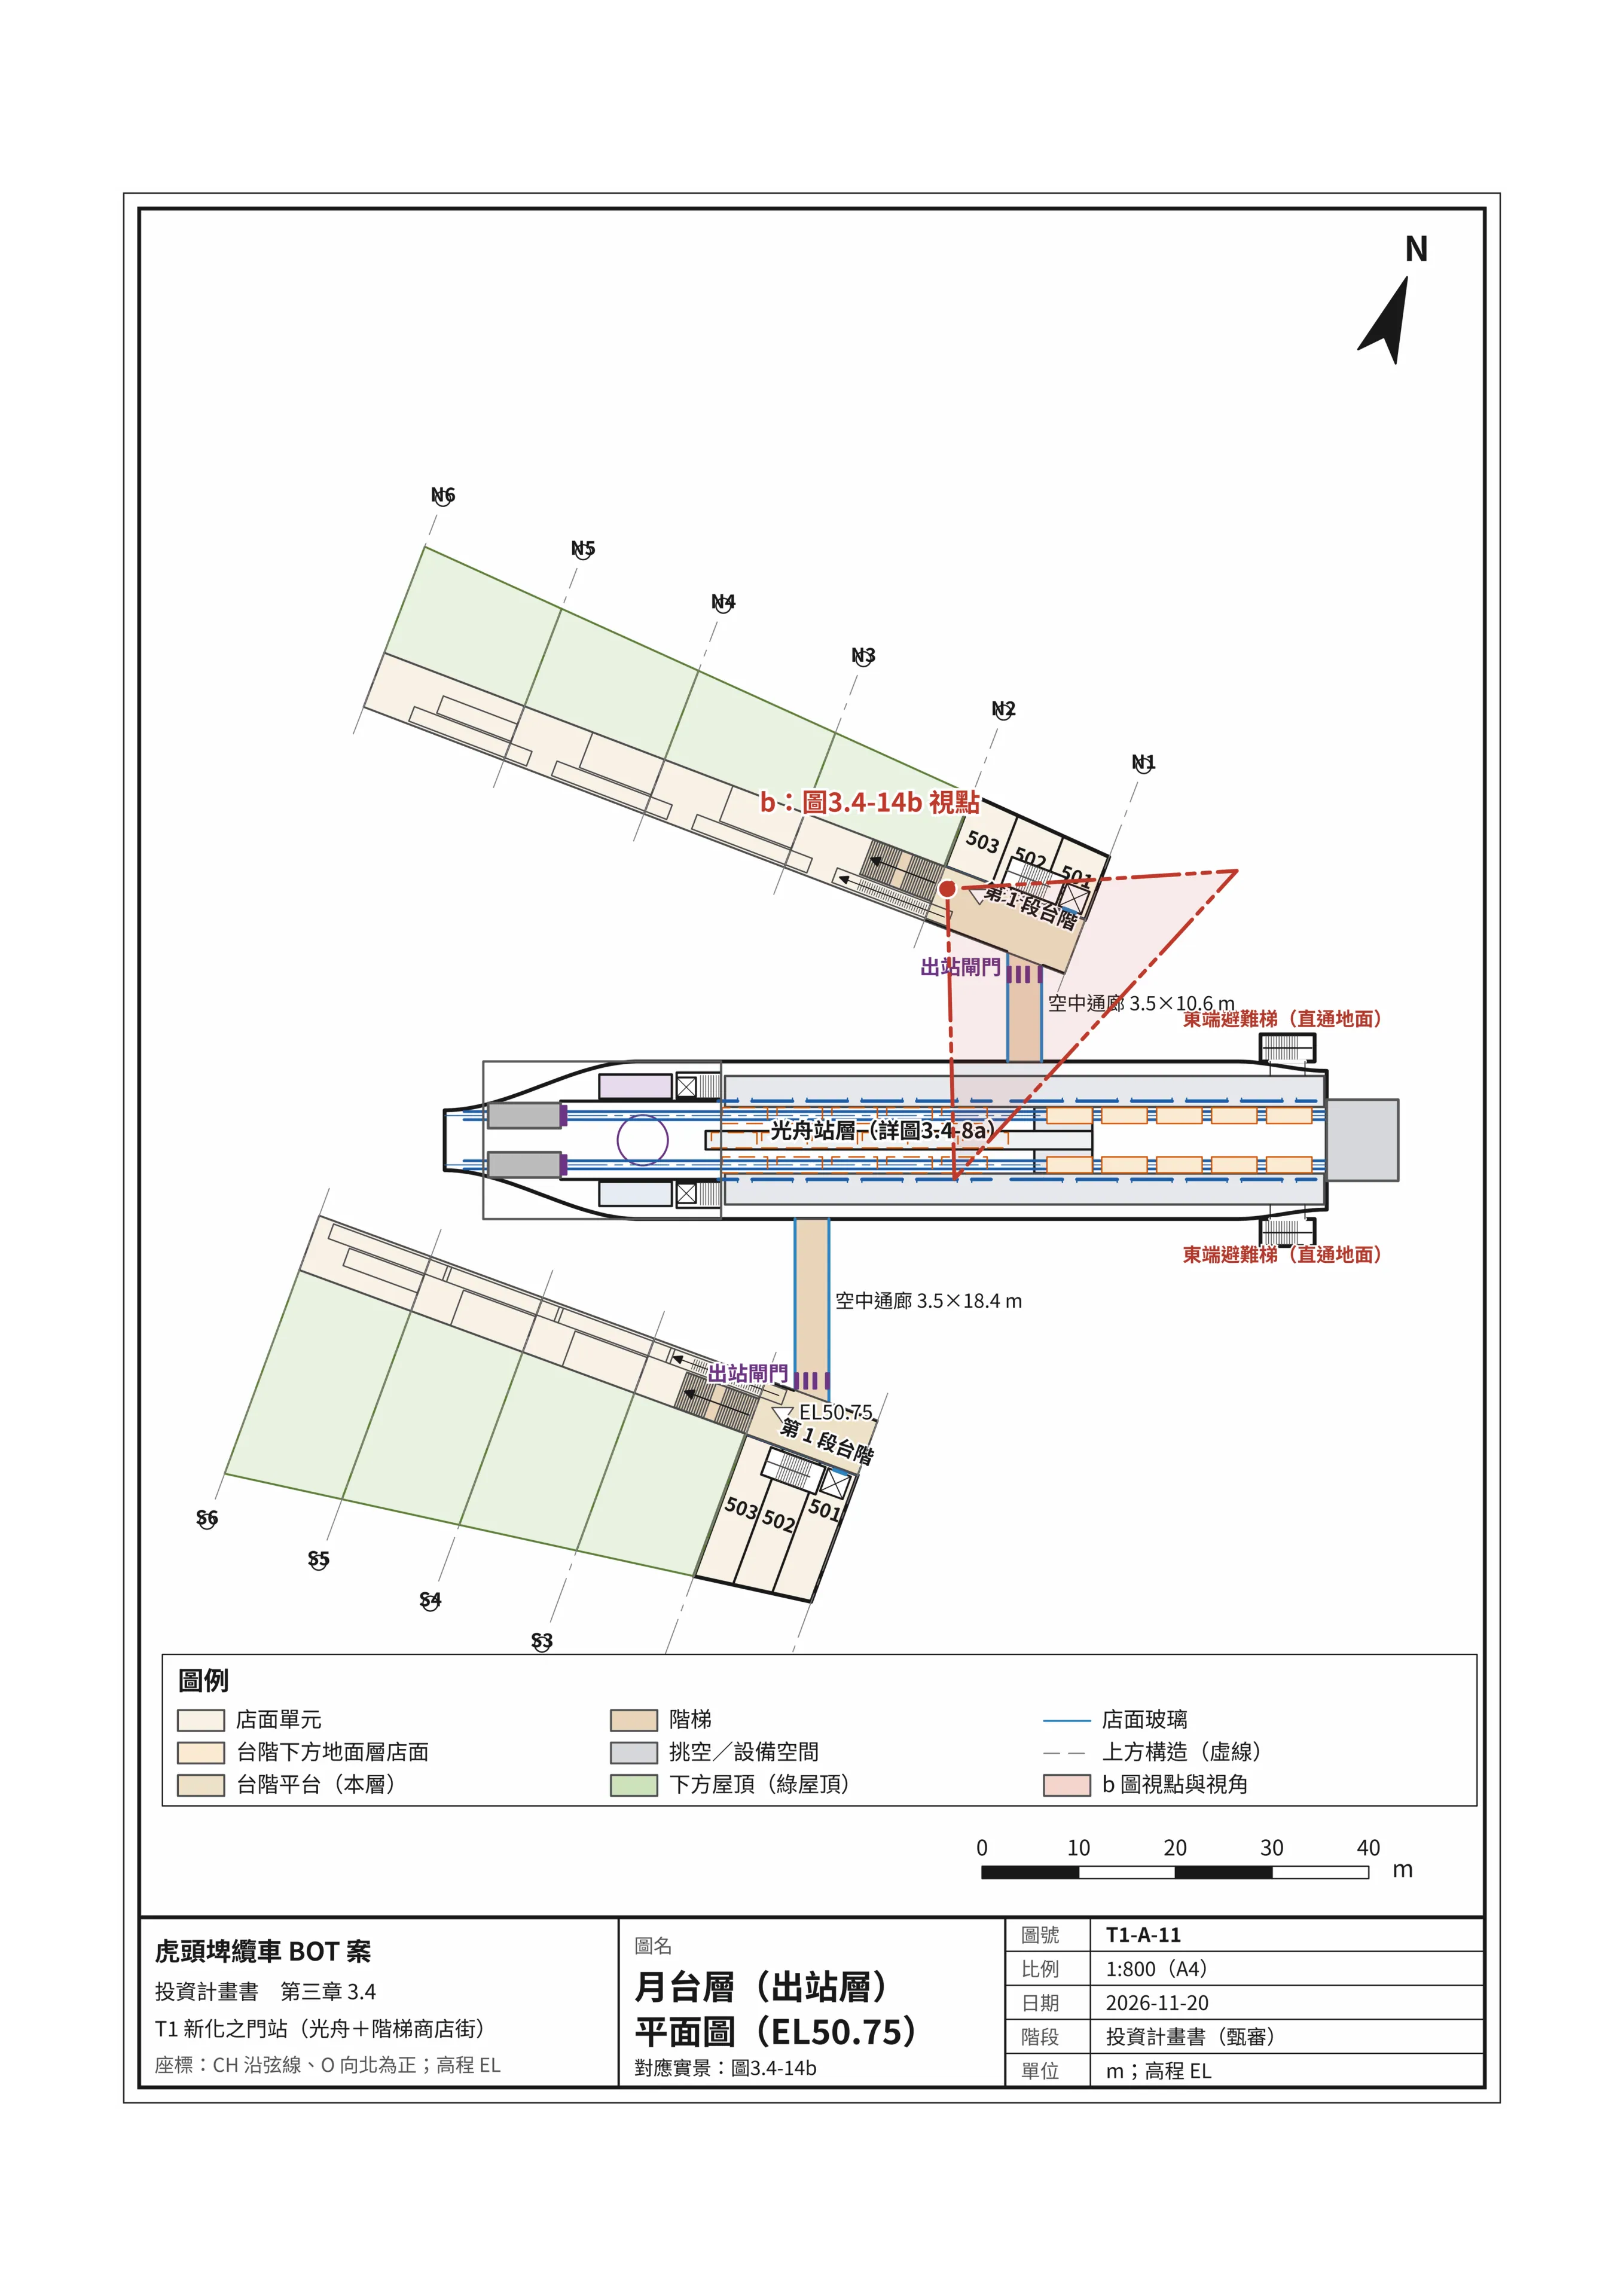 N
N6
N5
N4
N3
N2
N1
b：圖3.4-14b 視點
503
502
501
第 1 段台階
出站閘門
空中通廊 3.5×10.6 m
東端避難梯（直通地面）
光舟站層（詳圖3.4-8a）
東端避難梯（直通地面）
空中通廊 3.5×18.4 m
出站閘門
EL50.75
第 1 段台階
503
502
501
S6
S5
S4
S3
圖例
店面單元
階梯
店面玻璃
台階下方地面層店面
挑空／設備空間
上方構造（虛線）
台階平台（本層）
下方屋頂（綠屋頂）
b 圖視點與視角
0 10 20 30 40 m
虎頭埤纜車 BOT 案
投資計畫書　第三章 3.4
T1 新化之門站（光舟＋階梯商店街）
座標：CH 沿弦線、O 向北為正；高程 EL
圖名
月台層（出站層）
平面圖（EL50.75）
對應實景：圖3.4-14b
圖號 T1-A-11
比例 1:800（A4）
日期 2026-11-20
階段 投資計畫書（甄審）
單位 m；高程 EL